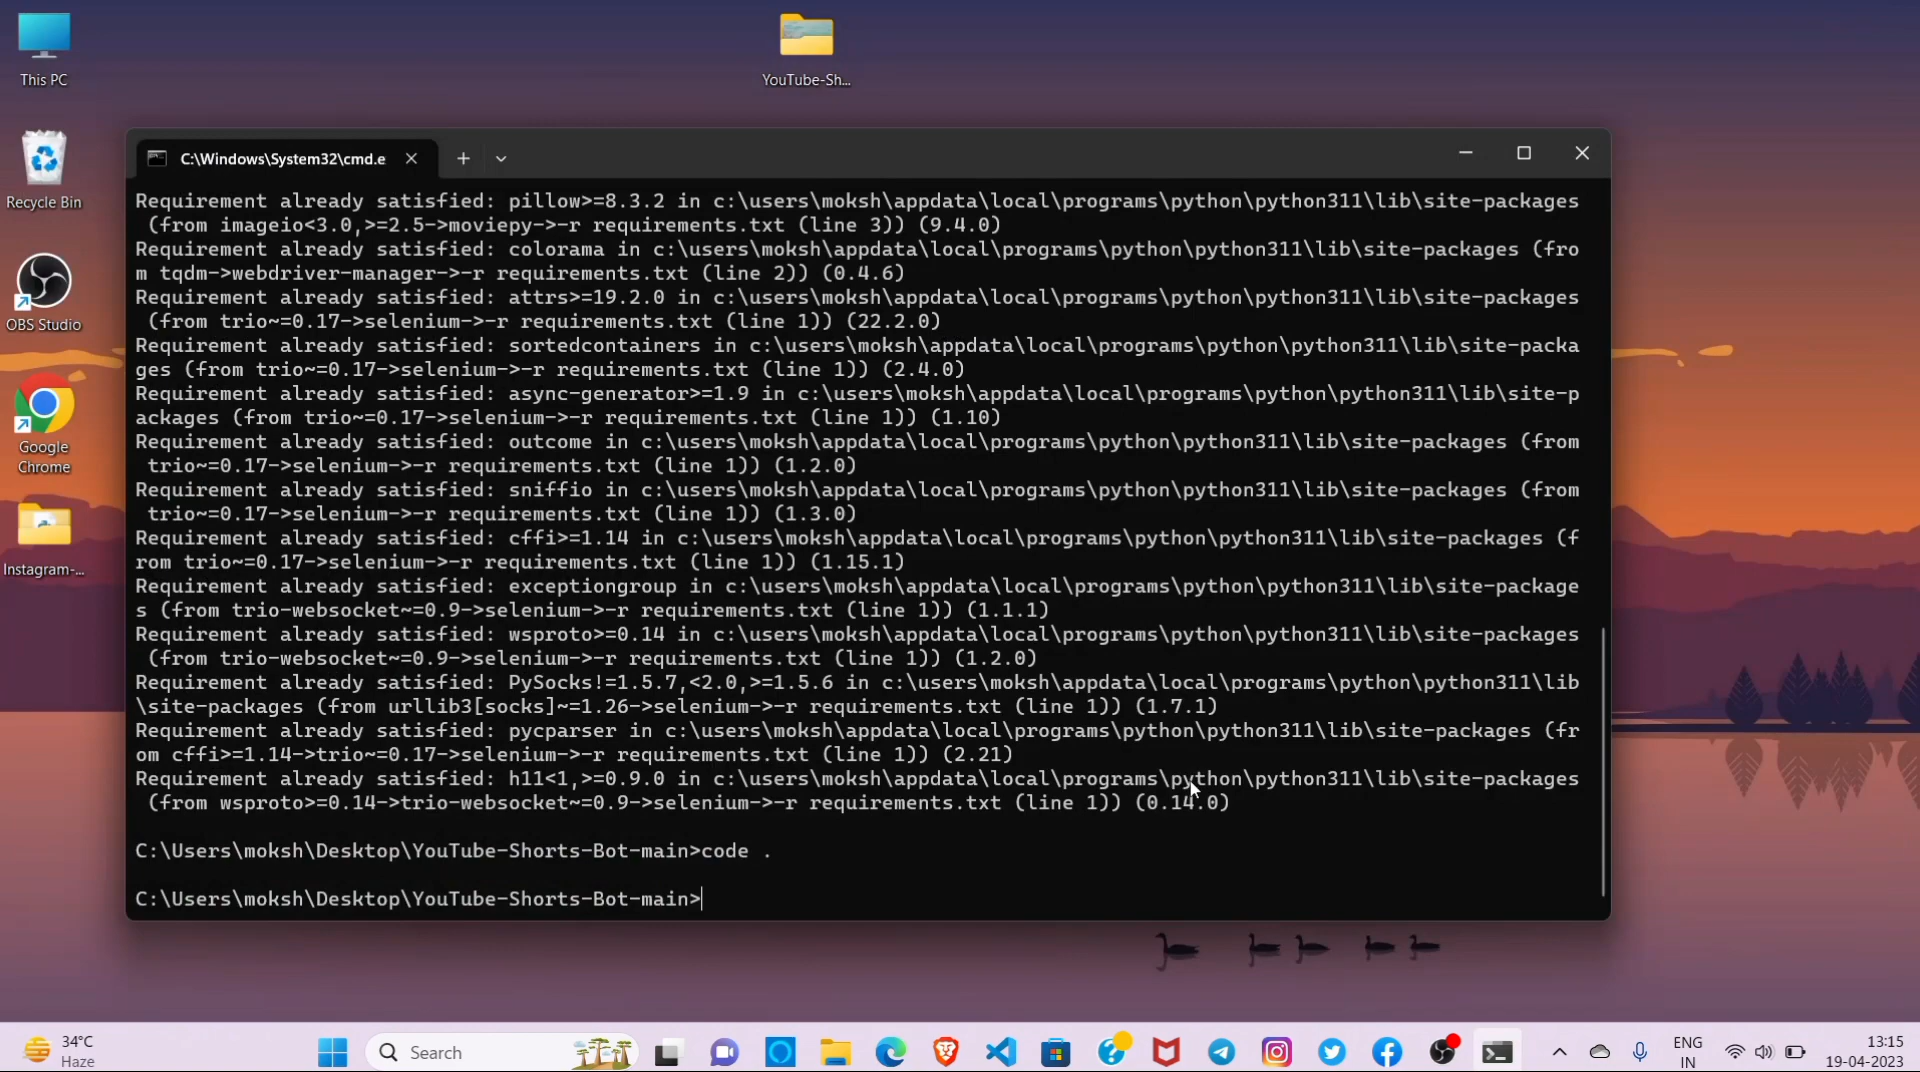 This PC
YouTube-Sh...
C:\Windows\System32\cmd.e
Recycle Bin
OBS Studio
Google
Chrome
Instagram-...
Requirement already satisfied: pillow>=8.3.2 in c:\users\moksh\appdata\local\programs\python\python311\lib\site-packages
(from imageio<3.0,>=2.5->moviepy->-r requirements.txt (line 3)) (9.4.0)
Requirement already satisfied: colorama in c:\users\moksh\appdata\local\programs\python\python311\lib\site-packages (fro
m tqdm->webdriver-manager->-r requirements.txt (line 2)) (0.4.6)
Requirement already satisfied: attrs>=19.2.0 in c:\users\moksh\appdata\local\programs\python\python311\lib\site-packages
(from trio~=0.17->selenium->-r requirements.txt (line 1)) (22.2.0)
Requirement already satisfied: sortedcontainers in c:\users\moksh\appdata\local\programs\python\python311\lib\site-packa
ges (from trio~=0.17->selenium->-r requirements.txt (line 1)) (2.4.0)
Requirement already satisfied: async-generator>=1.9 in c:\users\moksh\appdata\local\programs\python\python311\lib\site-p
ackages (from trio~=0.17->selenium->-r requirements.txt (line 1)) (1.10)
Requirement already satisfied: outcome in c:\users\moksh\appdata\local\programs\python\python311\lib\site-packages (from
trio~=0.17->selenium->-r requirements.txt (line 1)) (1.2.0)
Requirement already satisfied: sniffio in c:\users\moksh\appdata\local\programs\python\python311\lib\site-packages (from
trio~=0.17->selenium->-r requirements.txt (line 1)) (1.3.0)
Requirement already satisfied: cffi>=1.14 in c:\users\moksh\appdata\local\programs\python\python311\lib\site-packages (f
rom trio~=0.17->selenium->-r requirements.txt (line 1)) (1.15.1)
Requirement already satisfied: exceptiongroup in c:\users\moksh\appdata\local\programs\python\python311\lib\site-package
s (from trio-websocket~=0.9->selenium->-r requirements.txt (line 1)) (1.1.1)
Requirement already satisfied: wsproto>=0.14 in c:\users\moksh\appdata\local\programs\python\python311\lib\site-packages
(from trio-websocket~=0.9->selenium->-r requirements.txt (line 1)) (1.2.0)
Requirement already satisfied: PySocks!=1.5.7,<2.0,>=1.5.6 in c:\users\moksh\appdata\local\programs\python\python311\lib
\site-packages (from urllib3[socks]~=1.26->selenium->-r requirements.txt (line 1)) (1.7.1)
Requirement already satisfied: pycparser in c:\users\moksh\appdata\local\programs\python\python311\lib\site-packages (fr
om cffi>=1.14->trio~=0.17->selenium->-r requirements.txt (line 1)) (2.21)
Requirement already satisfied: h11<1,>=0.9.0 in c:\users\moksh\appdata\local\programs\python\python311\lib\site-packages
(from wsproto>=0.14->trio-websocket~=0.9->selenium->-r requirements.txt (line 1)) (0.14.0)
C:\Users\moksh\Desktop\YouTube-Shorts-Bot-main>code .
C:\Users\moksh\Desktop\YouTube-Shorts-Bot-main>
34°C
Haze
Search
ENG
IN
13:15
19-04-2023